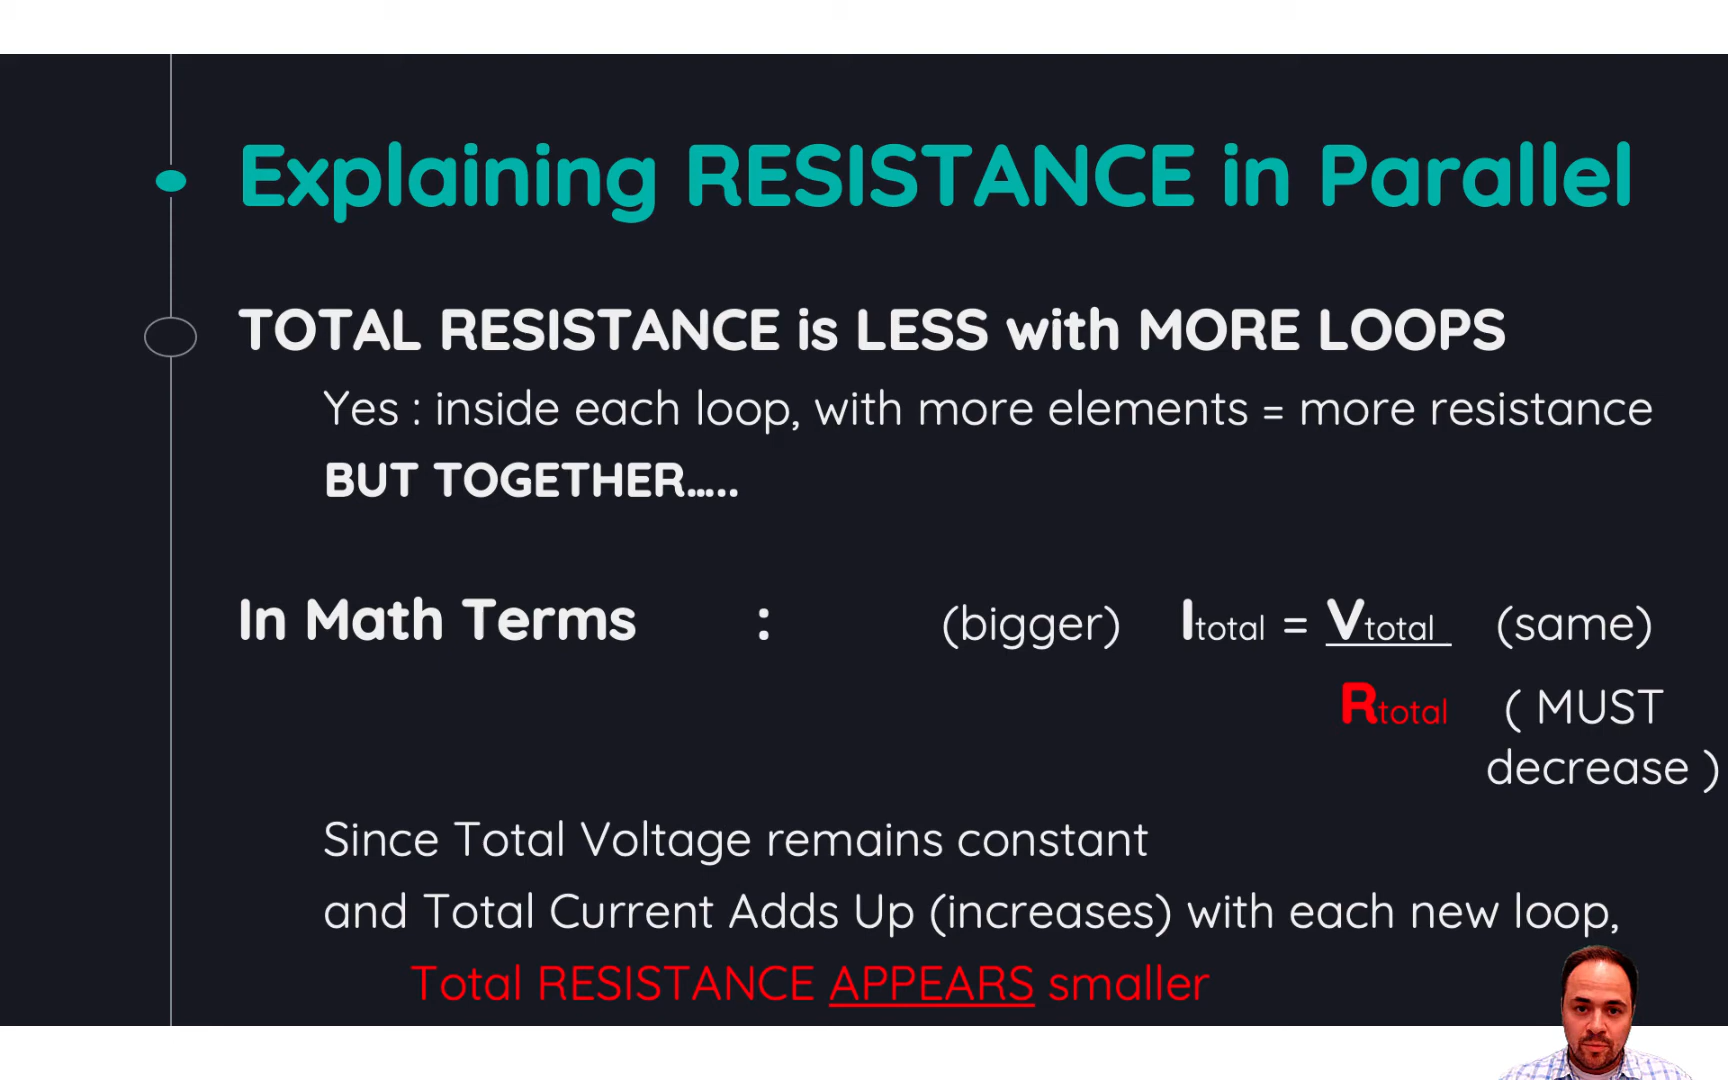 Explaining RESISTANCE in Parallel
TOTAL RESISTANCE is LESS with MORE LOOPS
Yes : inside each loop, with more elements = more resistance
BUT TOGETHER.....
In Math Terms : (bigger) Itotal = Vtotal (same)
Rtotal ( MUST
decrease )
Since Total Voltage remains constant
and Total Current Adds Up (increases) with each new loop,
Total RESISTANCE APPEARS smaller